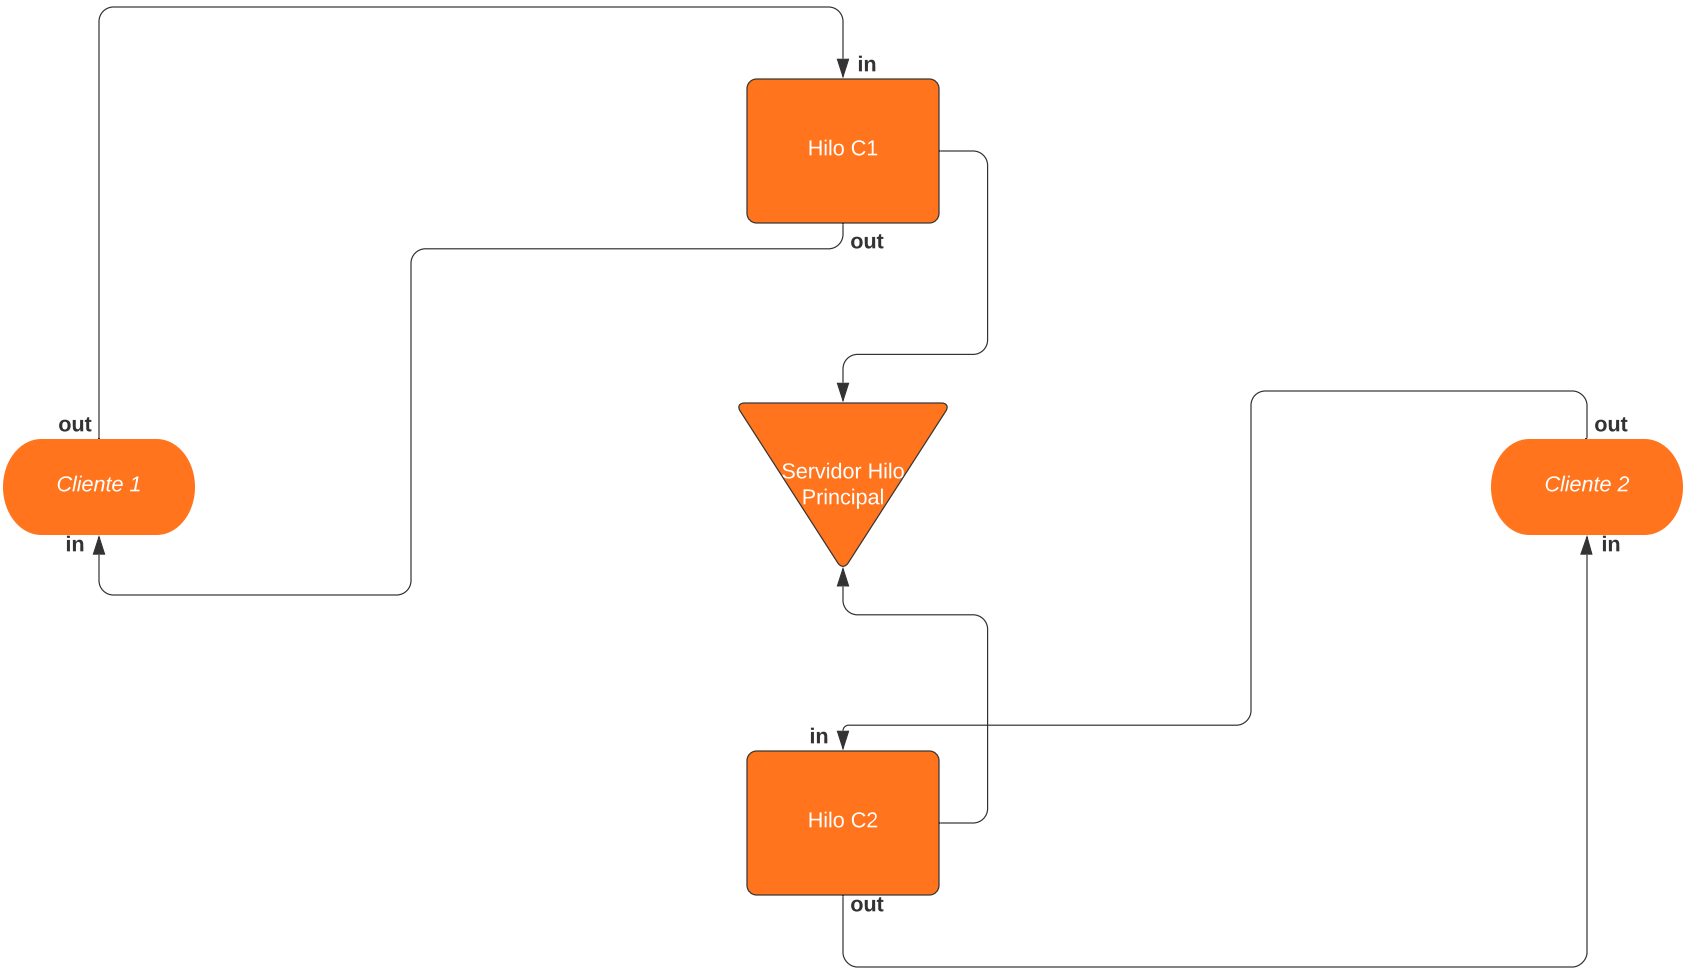 in
Hilo C1
out
out
Cliente 1
in
Servidor Hilo
Principal
out
Cliente 2
in
in
Hilo C2
out